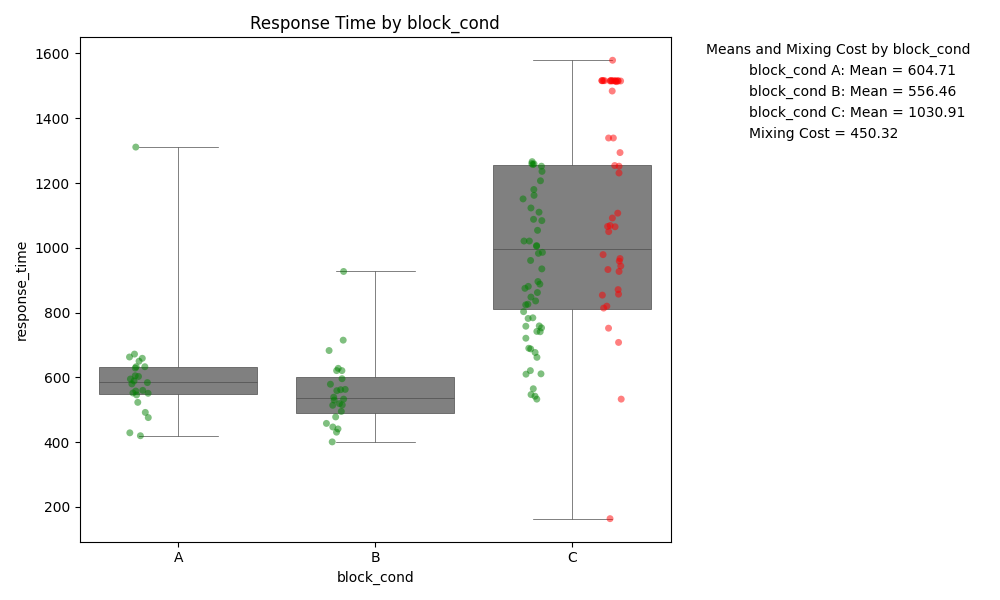 Response Time by block_cond
Means and Mixing Cost by block_cond
block_cond A: Mean = 604.71
block_cond B: Mean = 556.46
block_cond C: Mean = 1030.91
Mixing Cost = 450.32
response_time
1600
1400
1200
1000
800
600
400
200
A
B
C
block_cond